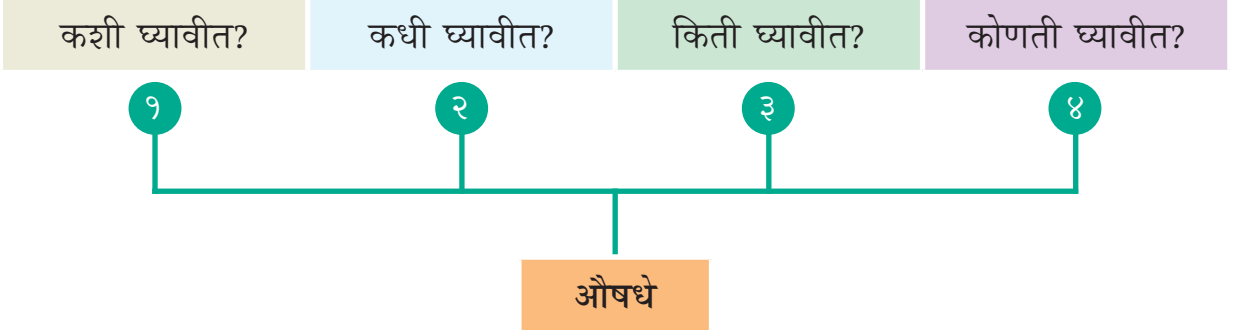 कशी घ्यावीत? कधी घ्यावीत? किती घ्यावीत? कोणती घ्यावीत?
१ २ ३ ४
औषधे